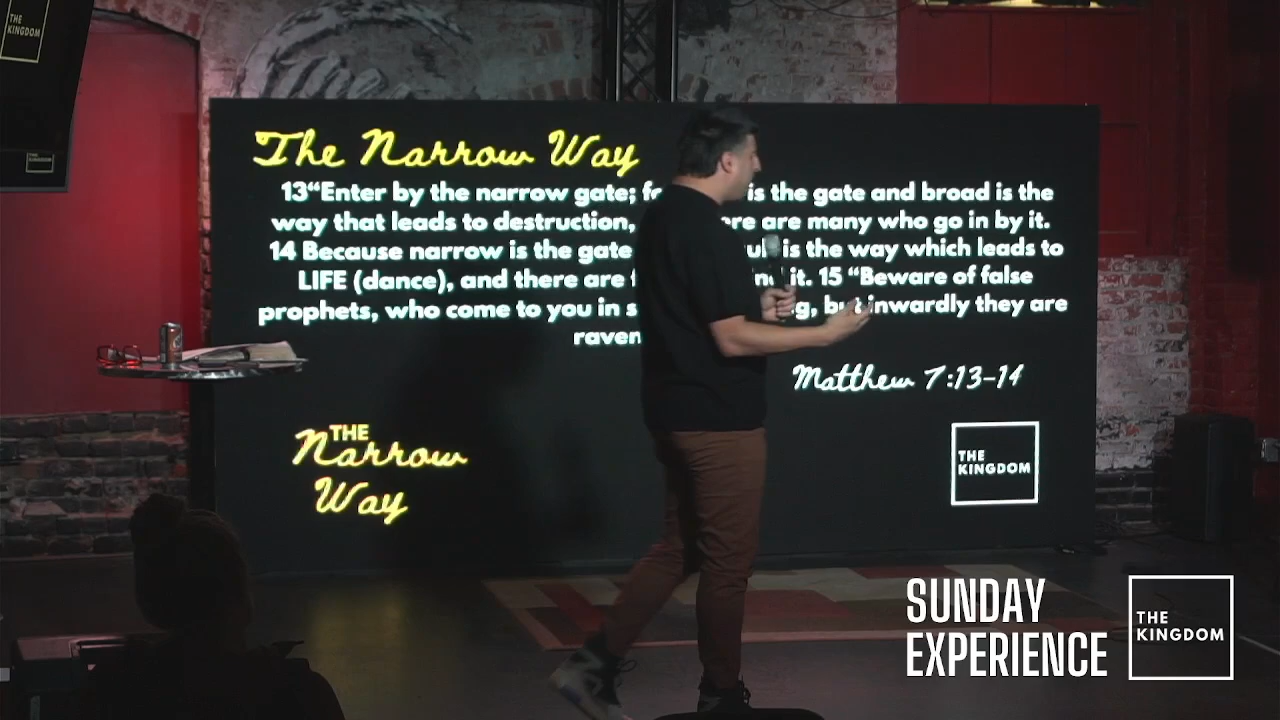 THE
KINGDOM
The Narrow Way
13“Enter by the narrow gate; is the gate and broad is the
way that leads to destruction, are many who go in by it.
14 Because narrow is the gate is the way which leads to
LIFE (dance), and there are it. 15 “Beware of false
prophets, who come to you in but inwardly they are
Matthew 7:13-14
THE
Narrow
Way
THE
KINGDOM
SUNDAY
EXPERIENCE
THE
KINGDOM